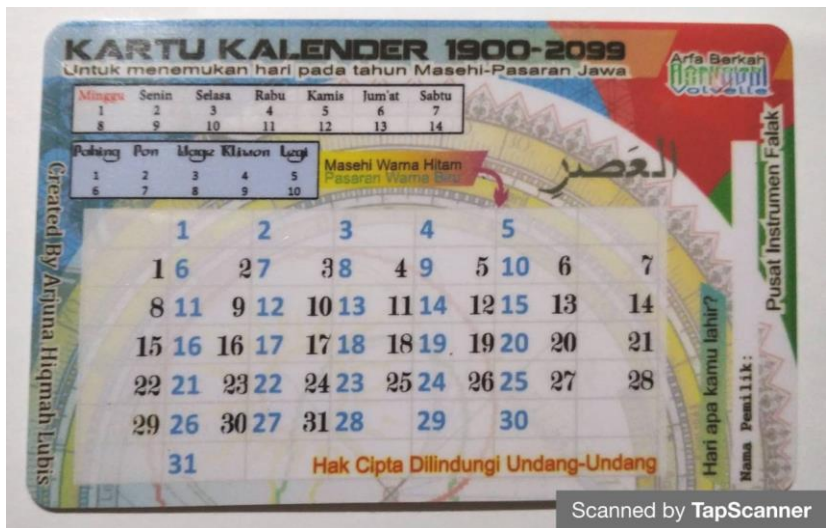 KARTU KALENDER 1900-2099
Untuk menemukan hari pada tahun Masehi-Pasaran Jawa
Arfa Berkah
Volvelle
Minggu Senin Selasa Rabu Kamis Jum'at Sabtu
1 2 3 4 5 6 7
8 9 10 11 12 13 14
Pahing Pon Wage Kliwon Legi
1 2 3 4 5
6 7 8 9 10
Masehi Warna Hitam
Pasaran Warna Biru
العَصر
1 2 3 4 5
1 6 2 7 3 8 4 9 5 10 6 7
8 11 9 12 10 13 11 14 12 15 13 14
15 16 16 17 17 18 18 19 19 20 20 21
22 21 23 22 24 23 25 24 26 25 27 28
29 26 30 27 31 28 29 30
31
Hak Cipta Dilindungi Undang-Undang
Created By Arjuna Hiqmah Lubis
Hari apa kamu lahir?
Nama Pemilik:
Pusat Instrumen Falak
Scanned by TapScanner